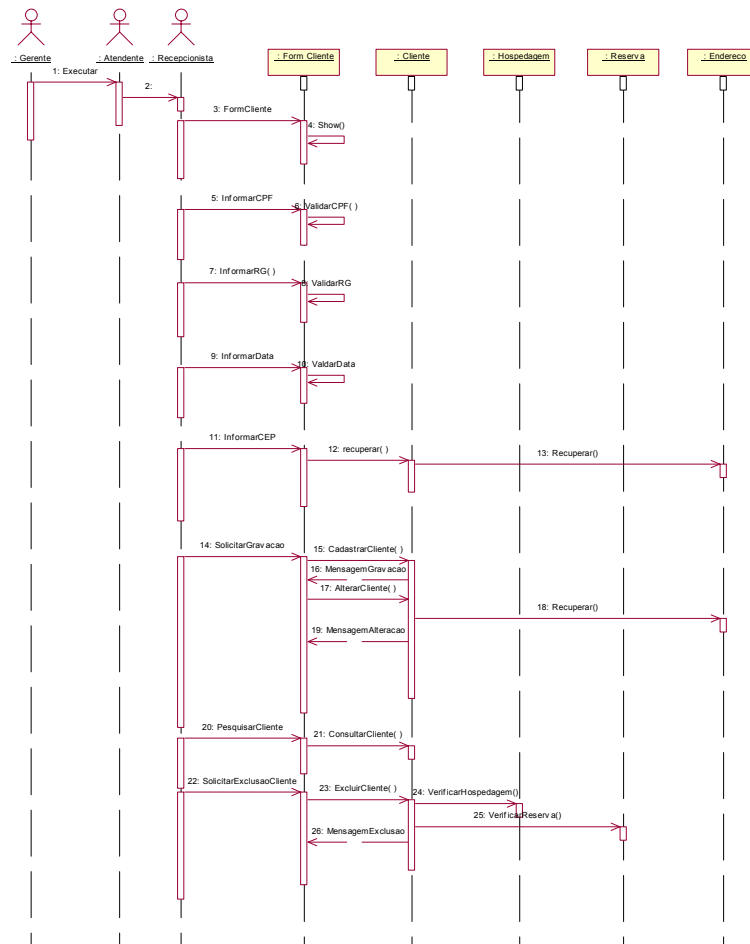 : Gerente
: Atendente
: Recepcionista
: Form Cliente
: Cliente
: Hospedagem
: Reserva
: Endereco
1: Executar
2:
3: FormCliente
4: Show()
5: InformarCPF
6: ValidarCPF( )
7: InformarRG( )
8: ValidarRG
9: InformarData
10: ValdarData
11: InformarCEP
12: recuperar( )
13: Recuperar()
14: SolicitarGravacao
15: CadastrarCliente( )
16: MensagemGravacao
17: AlterarCliente( )
18: Recuperar()
19: MensagemAlteracao
20: PesquisarCliente
21: ConsultarCliente( )
22: SolicitarExclusaoCliente
23: ExcluirCliente( )
24: VerificarHospedagem()
25: VerificarReserva()
26: MensagemExclusao